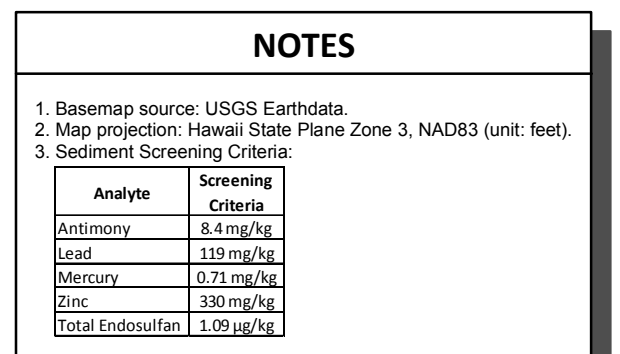 NOTES
1. Basemap source: USGS Earthdata.
2. Map projection: Hawaii State Plane Zone 3, NAD83 (unit: feet).
3. Sediment Screening Criteria:
Analyte Screening Criteria
Antimony 8.4 mg/kg
Lead 119 mg/kg
Mercury 0.71 mg/kg
Zinc 330 mg/kg
Total Endosulfan 1.09 µg/kg